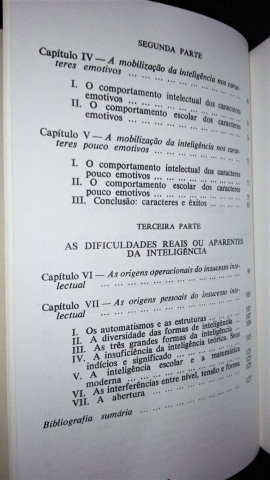 SEGUNDA PARTE
Capítulo IV — A mobilização da inteligência nos carac-
teres emotivos ... ... ... ... ... ... ... ... ... ...
I. O comportamento intelectual dos caracteres
emotivos ... ... ... ... ... ... ... ... ...
II. O comportamento escolar dos caracteres
emotivos ... ... ... ... ... ... ... ... ...
Capítulo V — A mobilização da inteligência nos carac-
teres pouco emotivos ... ... ... ... ... ... ...
I. O comportamento intelectual dos caracteres
pouco emotivos ... ... ... ... ... ... ...
II. O comportamento escolar dos caracteres
pouco emotivos ... ... ... ... ... ... ...
III. Conclusão: caracteres e êxitos ... ... ...
TERCEIRA PARTE
AS DIFICULDADES REAIS OU APARENTES
DA INTELIGÊNCIA
Capítulo VI — As origens operacionais do insucesso inte-
lectual ... ... ... ... ... ... ... ... ... ...
Capítulo VII — As origens pessoais do insucesso inte-
lectual ... ... ... ... ... ... ... ... ... ...
I. Os automatismos e as estruturas ... ...
II. A diversidade das formas de inteligência ...
III. As três grandes formas da inteligência ...
IV. A insuficiência da inteligência teórica. Seus
indícios e significado ... ... ... ... ...
V. A inteligência escolar e a matemática
moderna ... ... ... ... ... ... ... ...
VI. As interferências entre nível, tensão e forma
VII. A abertura ... ... ... ... ... ... ...
Bibliografia sumária ... ... ... ... ... ... ...